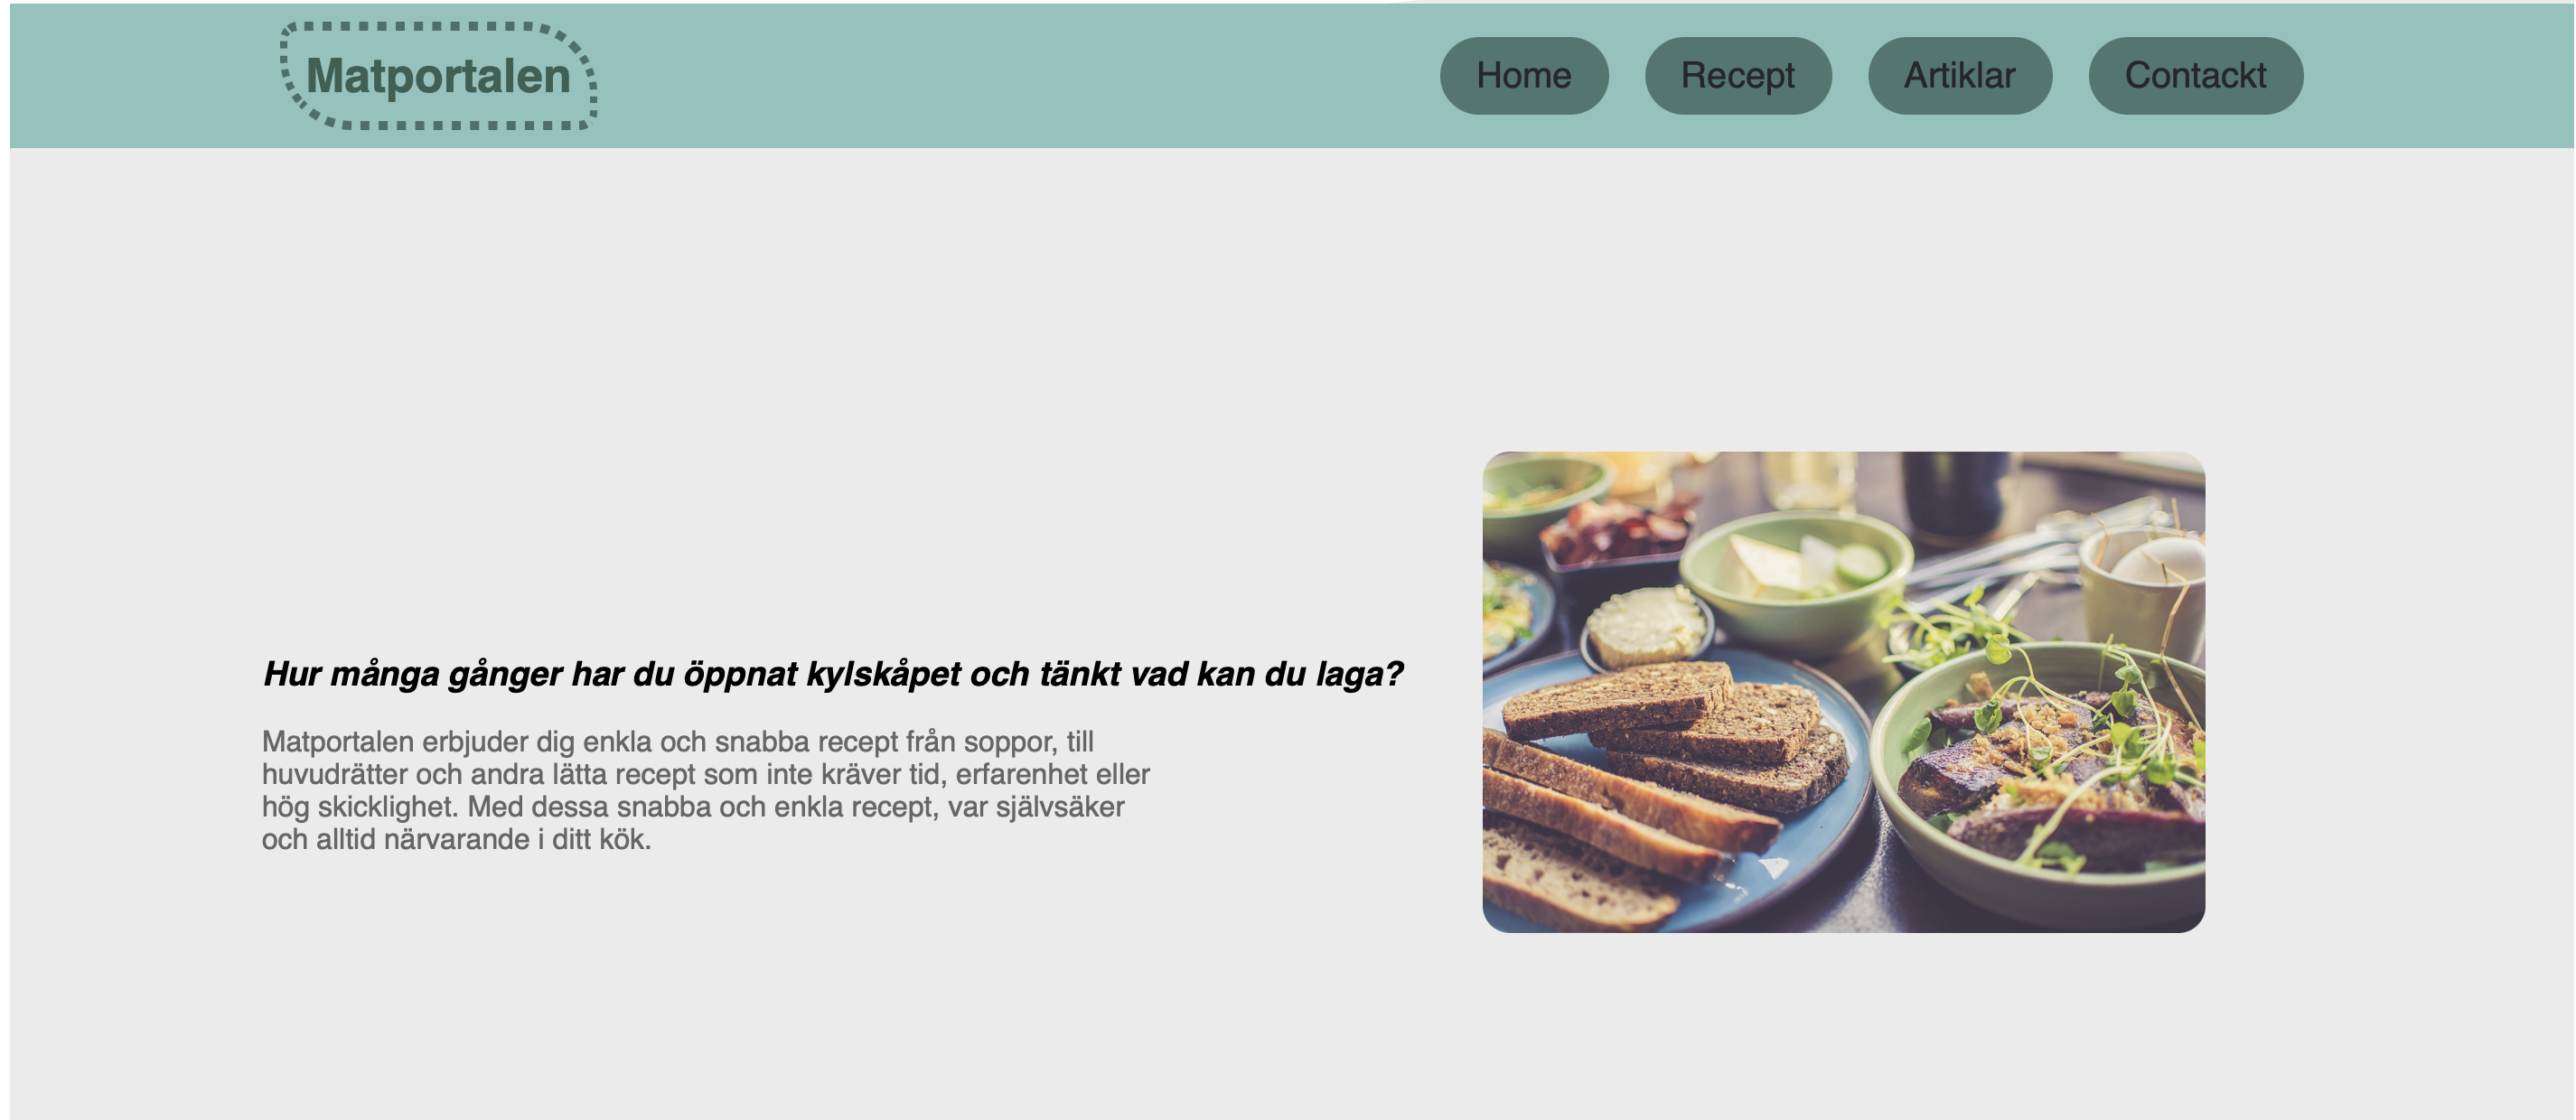 Matportalen
Home
Recept
Artiklar
Contackt
Hur många gånger har du öppnat kylskåpet och tänkt vad kan du laga?
Matportalen erbjuder dig enkla och snabba recept från soppor, till
huvudrätter och andra lätta recept som inte kräver tid, erfarenhet eller
hög skicklighet. Med dessa snabba och enkla recept, var självsäker
och alltid närvarande i ditt kök.